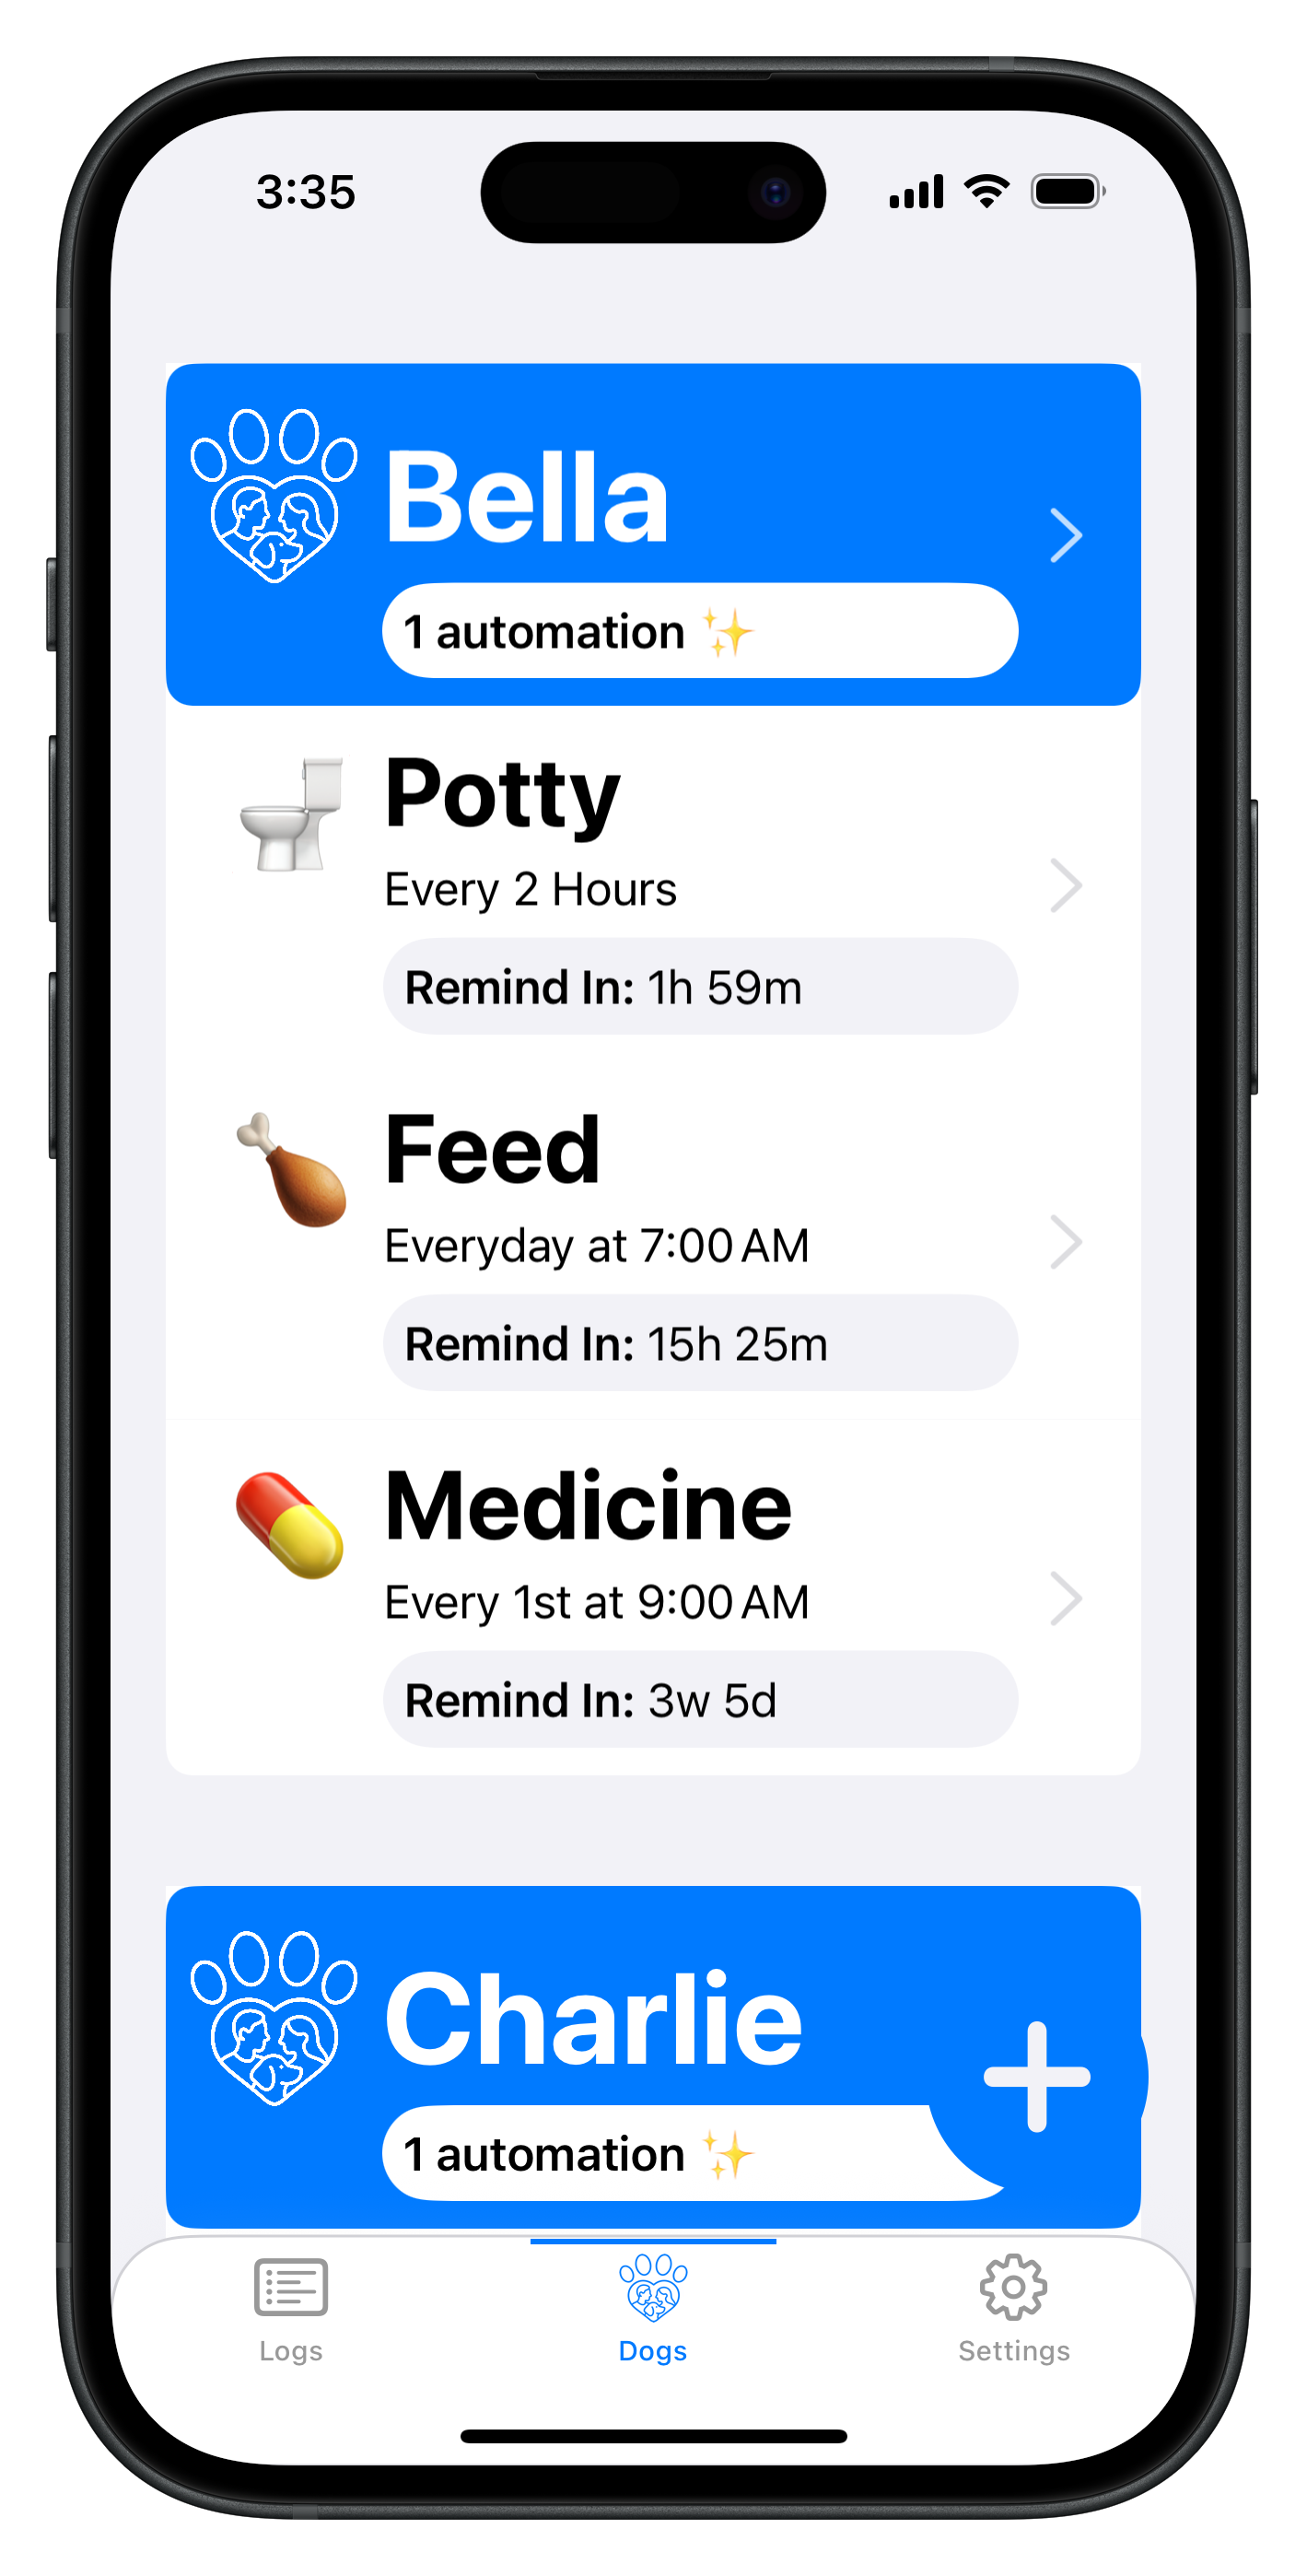 3:35
Bella
1 automation ✨
Potty
Every 2 Hours
Remind In: 1h 59m
Feed
Everyday at 7:00 AM
Remind In: 15h 25m
Medicine
Every 1st at 9:00 AM
Remind In: 3w 5d
Charlie
1 automation ✨
Logs
Dogs
Settings